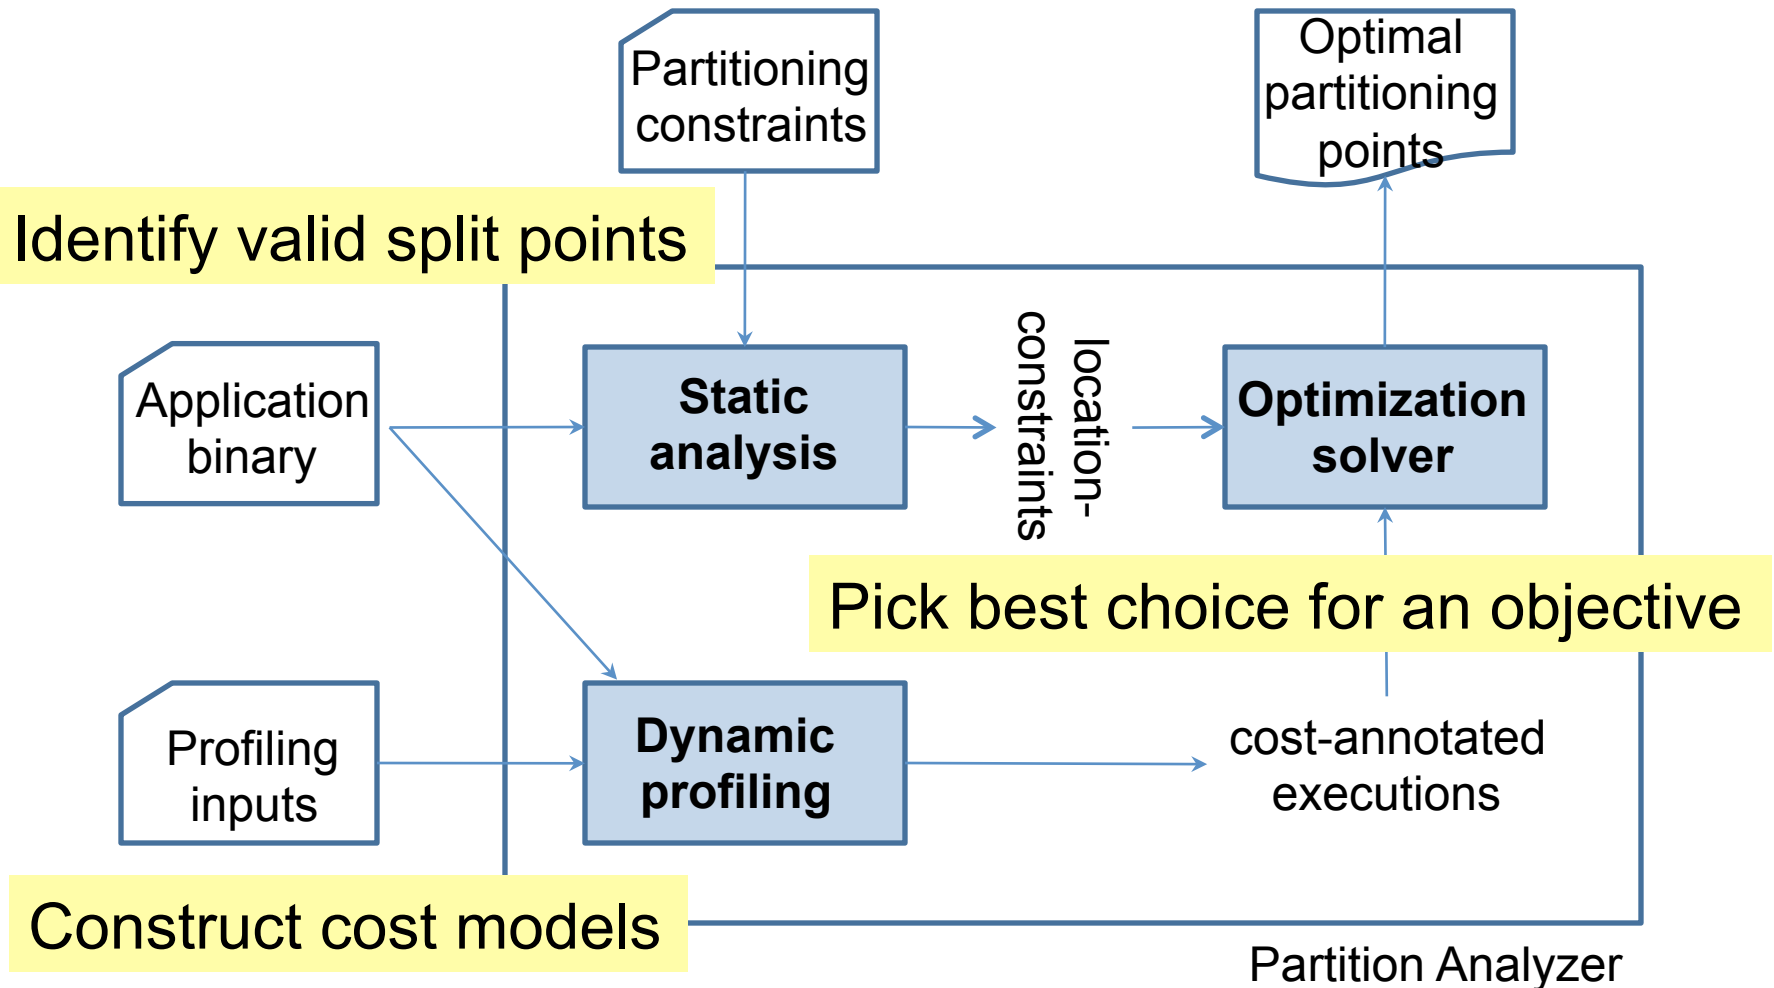 Partitioning
constraints
Optimal
partitioning
points
Identify valid split points
Application
binary
Static
analysis
location-
constraints
Optimization
solver
Pick best choice for an objective
Profiling
inputs
Dynamic
profiling
cost-annotated
executions
Construct cost models
Partition Analyzer